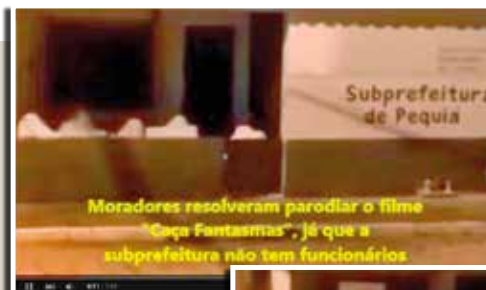 Subprefeitura
de Pequia
Moradores resolveram parodiar o filme
"Caça Fantasmas", já que a
subprefeitura não tem funcionários